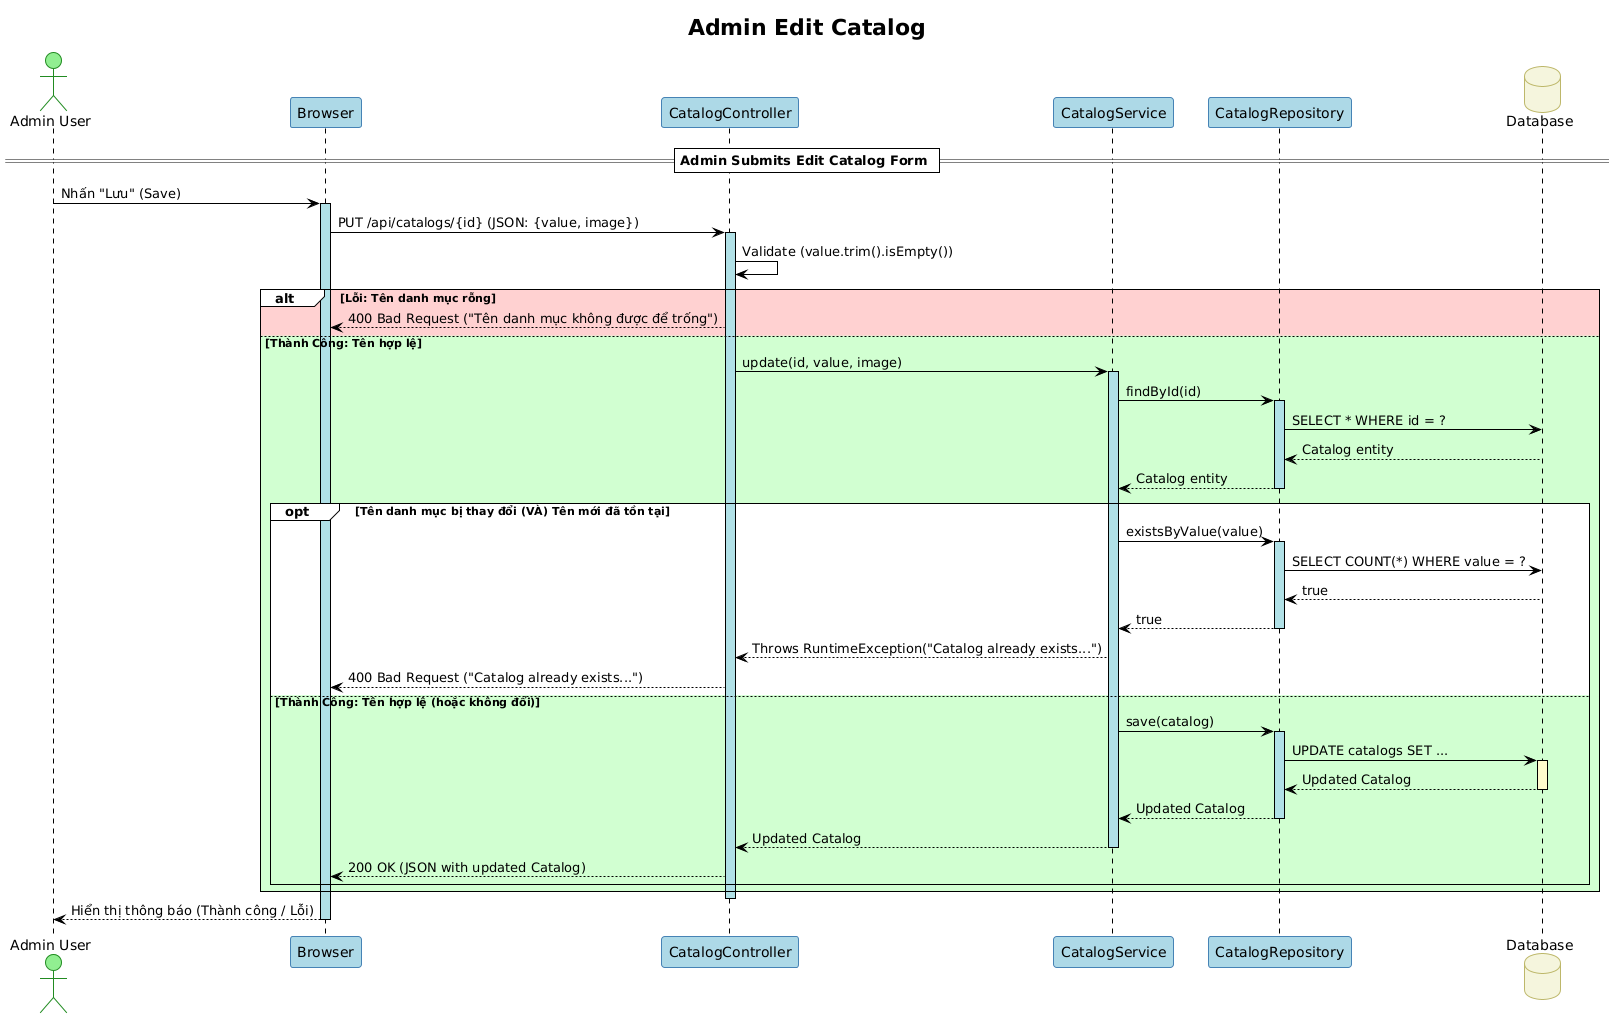 Admin Edit Catalog
Admin User
Browser
CatalogController
CatalogService
CatalogRepository
Database
Admin Submits Edit Catalog Form
Nhấn "Lưu" (Save)
PUT /api/catalogs/{id} (JSON: {value, image})
Validate (value.trim().isEmpty())
alt
[Lỗi: Tên danh mục rỗng]
400 Bad Request ("Tên danh mục không được để trống")
[Thành Công: Tên hợp lệ]
update(id, value, image)
findById(id)
SELECT * WHERE id = ?
Catalog entity
Catalog entity
opt
[Tên danh mục bị thay đổi (VÀ) Tên mới đã tồn tại]
existsByValue(value)
SELECT COUNT(*) WHERE value = ?
true
true
Throws RuntimeException("Catalog already exists...")
400 Bad Request ("Catalog already exists...")
[Thành Công: Tên hợp lệ (hoặc không đổi)]
save(catalog)
UPDATE catalogs SET ...
Updated Catalog
Updated Catalog
Updated Catalog
200 OK (JSON with updated Catalog)
Hiển thị thông báo (Thành công / Lỗi)
Admin User
Browser
CatalogController
CatalogService
CatalogRepository
Database